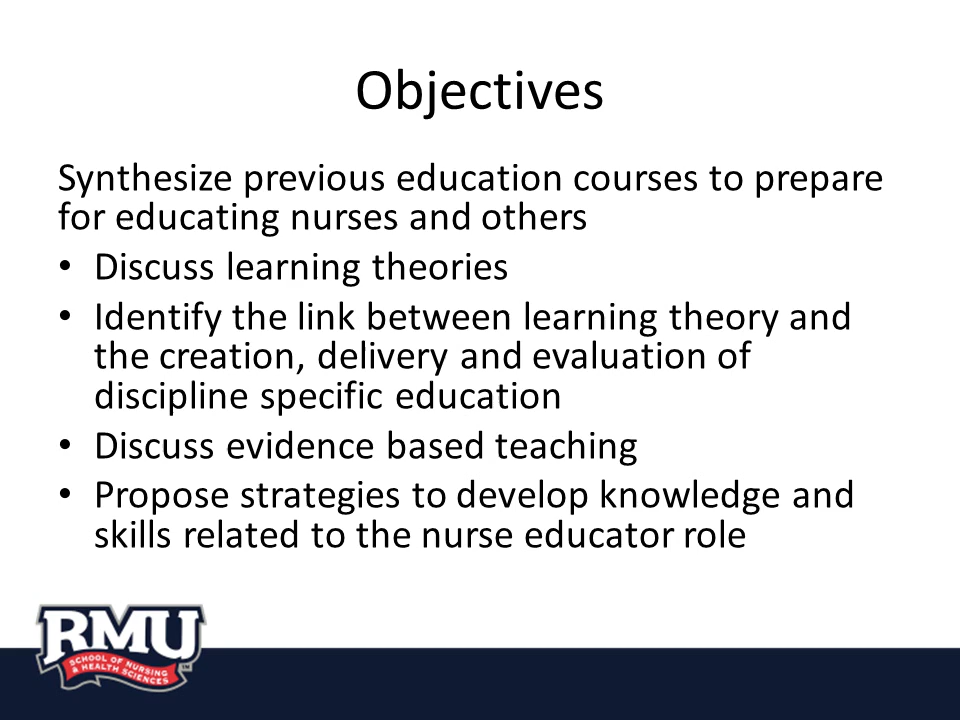 Objectives
Synthesize previous education courses to prepare
for educating nurses and others
• Discuss learning theories
• Identify the link between learning theory and
the creation, delivery and evaluation of
discipline specific education
• Discuss evidence based teaching
• Propose strategies to develop knowledge and
skills related to the nurse educator role
RMU
SCHOOL OF NURSING
& HEALTH SCIENCES
TM